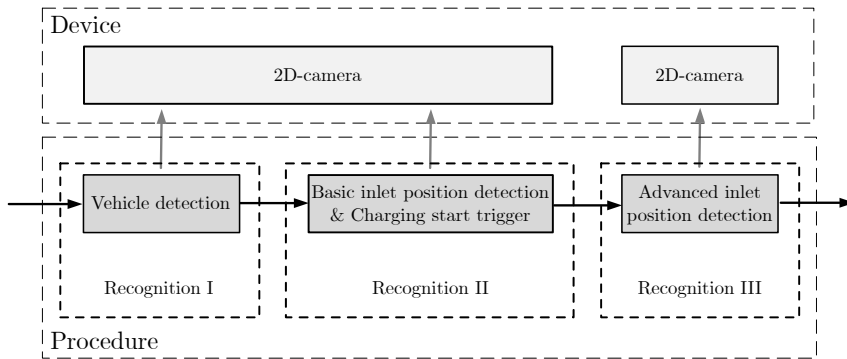 Device
2D-camera
2D-camera
Vehicle detection
Basic inlet position detection
& Charging start trigger
Advanced inlet
position detection
Recognition I
Recognition II
Recognition III
Procedure